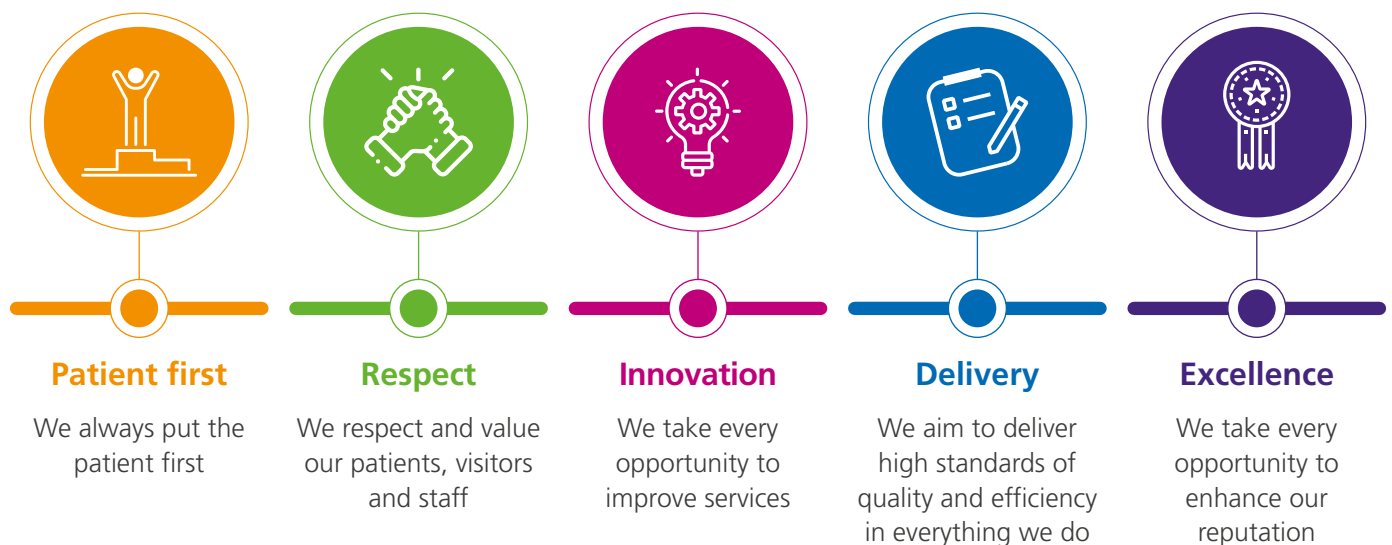 Patient first
We always put the
patient first
Respect
We respect and value
our patients, visitors
and staff
Innovation
We take every
opportunity to
improve services
Delivery
We aim to deliver
high standards of
quality and efficiency
in everything we do
Excellence
We take every
opportunity to
enhance our
reputation